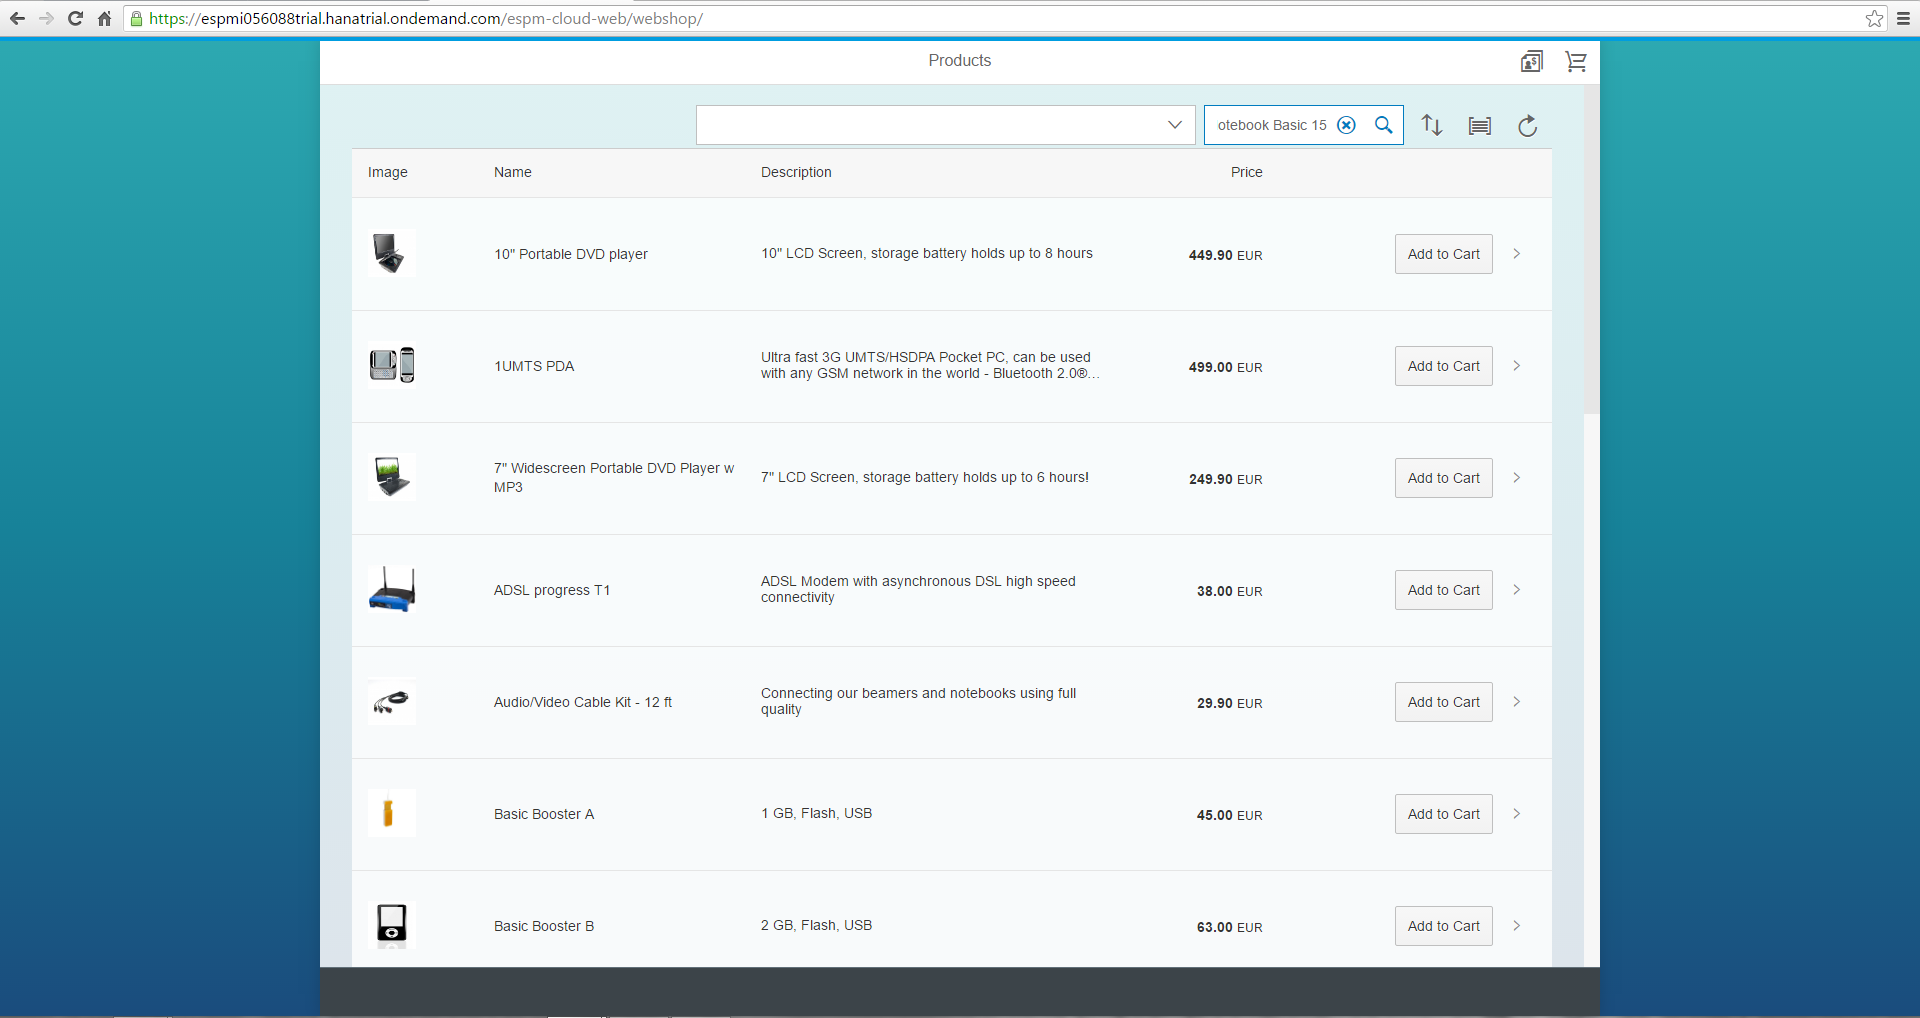 https://espmi056088trial.hanatrial.ondemand.com/espm-cloud-web/webshop/
Products
otebook Basic 15
Image Name Description Price
10" Portable DVD player 10" LCD Screen, storage battery holds up to 8 hours 449.90 EUR Add to Cart
1UMTS PDA Ultra fast 3G UMTS/HSDPA Pocket PC, can be used
with any GSM network in the world - Bluetooth 2.0®... 499.00 EUR Add to Cart
7" Widescreen Portable DVD Player w
MP3 7" LCD Screen, storage battery holds up to 6 hours! 249.90 EUR Add to Cart
ADSL progress T1 ADSL Modem with asynchronous DSL high speed
connectivity 38.00 EUR Add to Cart
Audio/Video Cable Kit - 12 ft Connecting our beamers and notebooks using full
quality 29.90 EUR Add to Cart
Basic Booster A 1 GB, Flash, USB 45.00 EUR Add to Cart
Basic Booster B 2 GB, Flash, USB 63.00 EUR Add to Cart